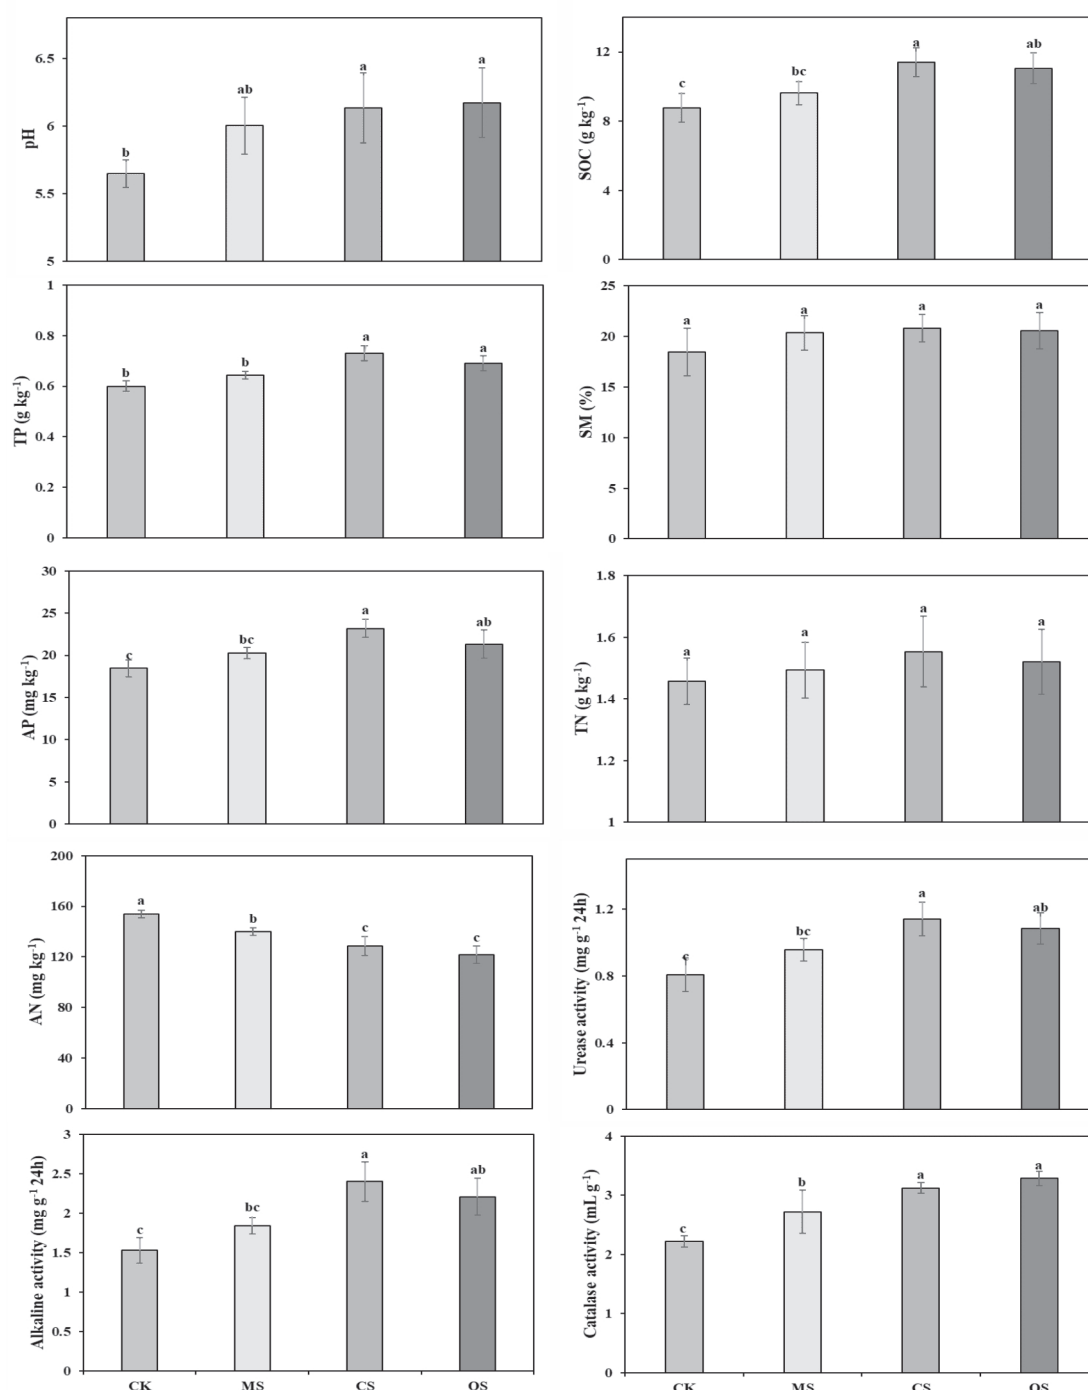 pH
6.5
6
5.5
5
b
ab
a
a
SOC (g kg-1)
12
8
4
0
c
bc
a
ab
TP (g kg-1)
1
0.8
0.6
0.4
0.2
0
b
b
a
a
SM (%)
25
20
15
10
5
0
a
a
a
a
AP (mg kg-1)
30
25
20
15
10
5
0
c
bc
a
ab
TN (g kg-1)
1.8
1.6
1.4
1.2
1
a
a
a
a
AN (mg kg-1)
200
160
120
80
40
0
a
b
c
c
Urease activity (mg g-1 24h)
1.2
0.8
0.4
0
c
bc
a
ab
Alkaline activity (mg g-1 24h)
3
2.5
2
1.5
1
0.5
0
c
bc
a
ab
CK MS CS OS
Catalase activity (mL g-1)
4
3
2
1
0
c
b
a
a
CK MS CS OS